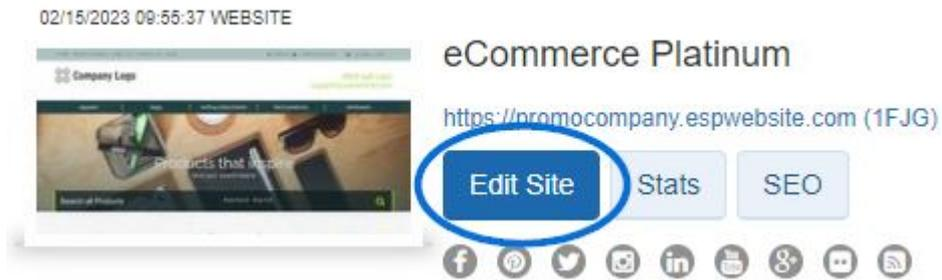 02/15/2023 09:55:37 WEBSITE
eCommerce Platinum
https://promocompany.espwebsite.com (1FJG)
Edit Site
Stats
SEO
Company Logo
Products that inspire
Search all Products